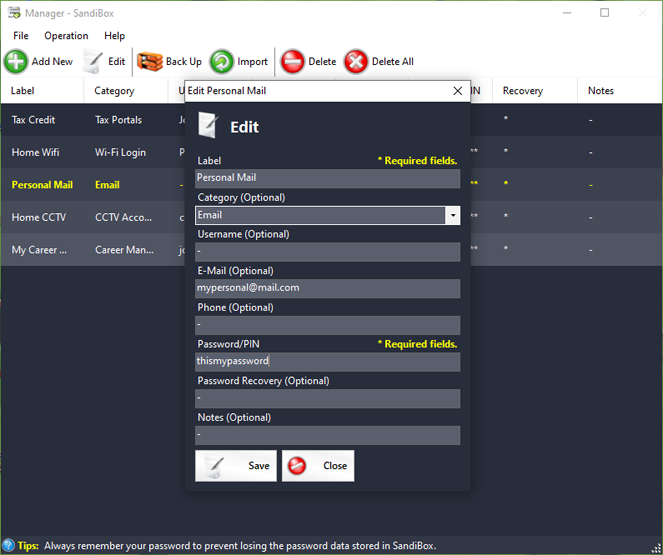 Manager - SandiBox
File Operation Help
Add New Edit Back Up Import Delete Delete All
Label Category U IN Recovery Notes
Edit Personal Mail
Edit
Tax Credit Tax Portals * -
Home Wifi Wi-Fi Login P ** * -
Personal Mail Email - ** * -
Home CCTV CCTV Acco... c ** * -
My Career ... Career Man... jo ** * -
Label * Required fields.
Personal Mail
Category (Optional)
Email
Username (Optional)
-
E-Mail (Optional)
mypersonal@mail.com
Phone (Optional)
-
Password/PIN * Required fields.
thismypassword
Password Recovery (Optional)
-
Notes (Optional)
-
Save Close
Tips: Always remember your password to prevent losing the password data stored in SandiBox.